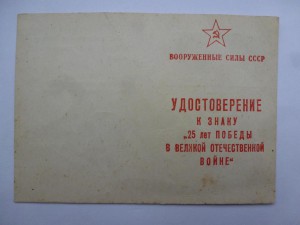 ВООРУЖЕННЫЕ СИЛЫ СССР
УДОСТОВЕРЕНИЕ
К ЗНАКУ
„25 лет ПОБЕДЫ
В ВЕЛИКОЙ ОТЕЧЕСТВЕННОЙ
ВОЙНЕ“